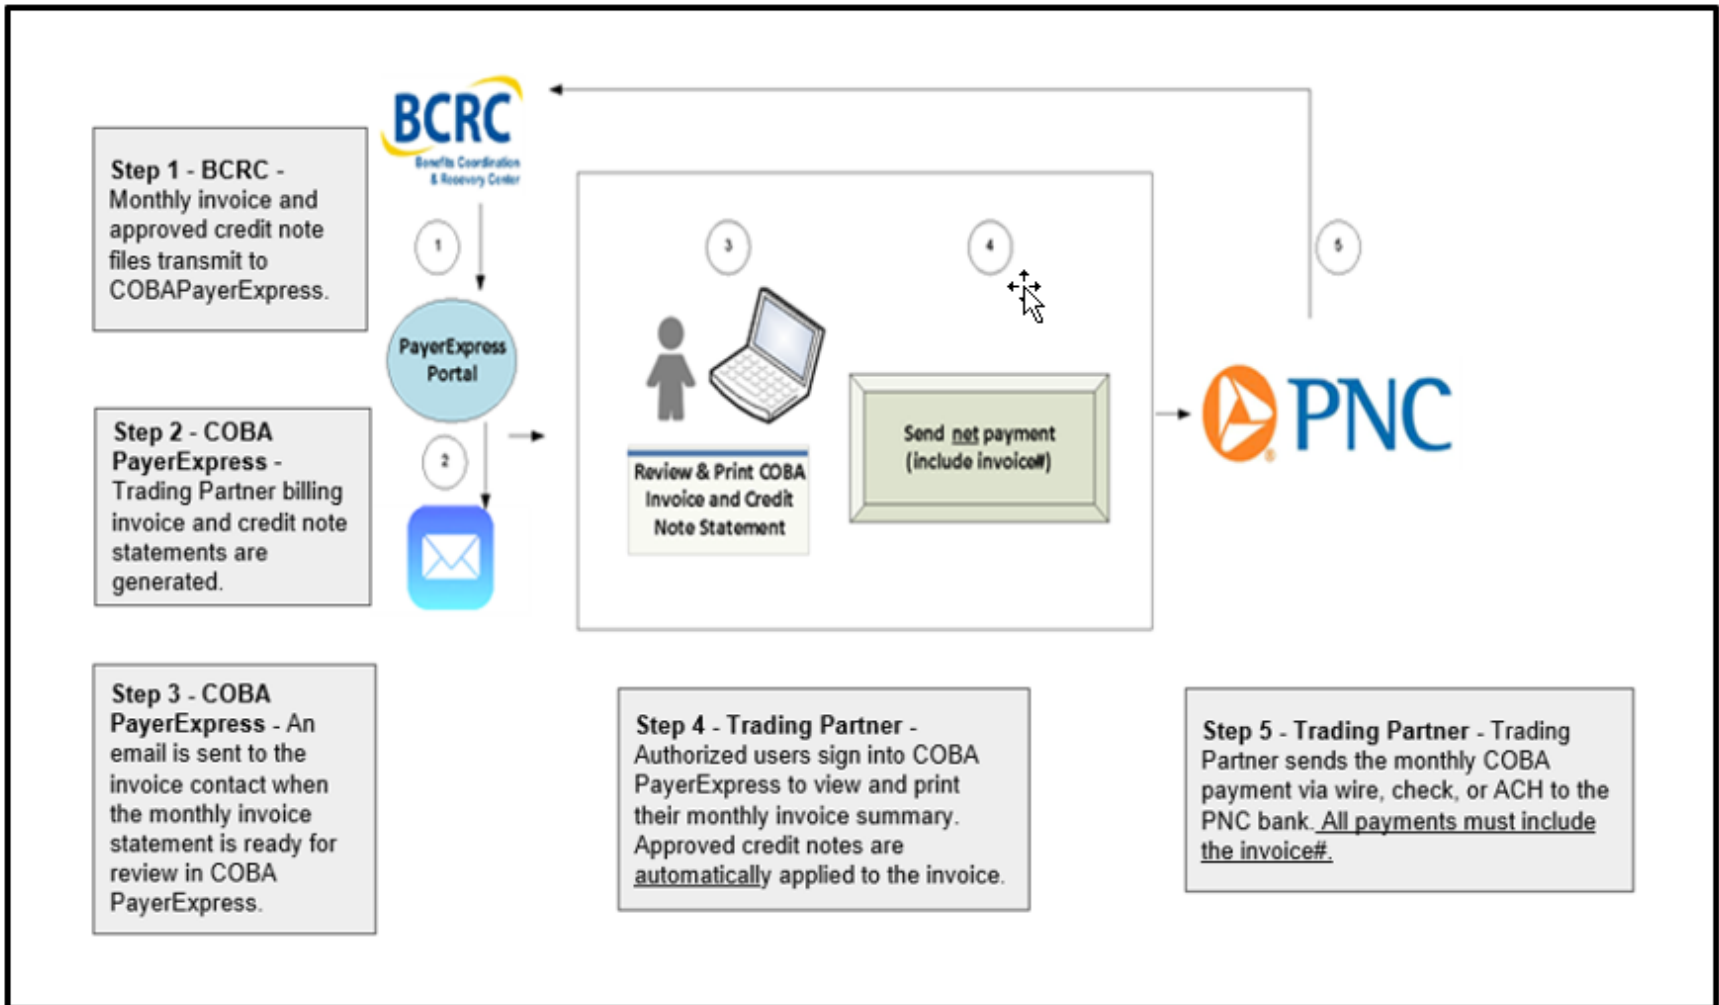 BCRC
Benefits Coordination
& Recovery Center
Step 1 - BCRC -
Monthly invoice and
approved credit note
files transmit to
COBAPayerExpress.
1
3
4
5
PayerExpress
Portal
Step 2 - COBA
PayerExpress -
Trading Partner billing
invoice and credit note
statements are
generated.
2
Review & Print COBA
Invoice and Credit
Note Statement
Send net payment
(include invoice#)
PNC
®
Step 3 - COBA
PayerExpress - An
email is sent to the
invoice contact when
the monthly invoice
statement is ready for
review in COBA
PayerExpress.
Step 4 - Trading Partner -
Authorized users sign into COBA
PayerExpress to view and print
their monthly invoice summary.
Approved credit notes are
automatically applied to the invoice.
Step 5 - Trading Partner - Trading
Partner sends the monthly COBA
payment via wire, check, or ACH to the
PNC bank. All payments must include
the invoice#.